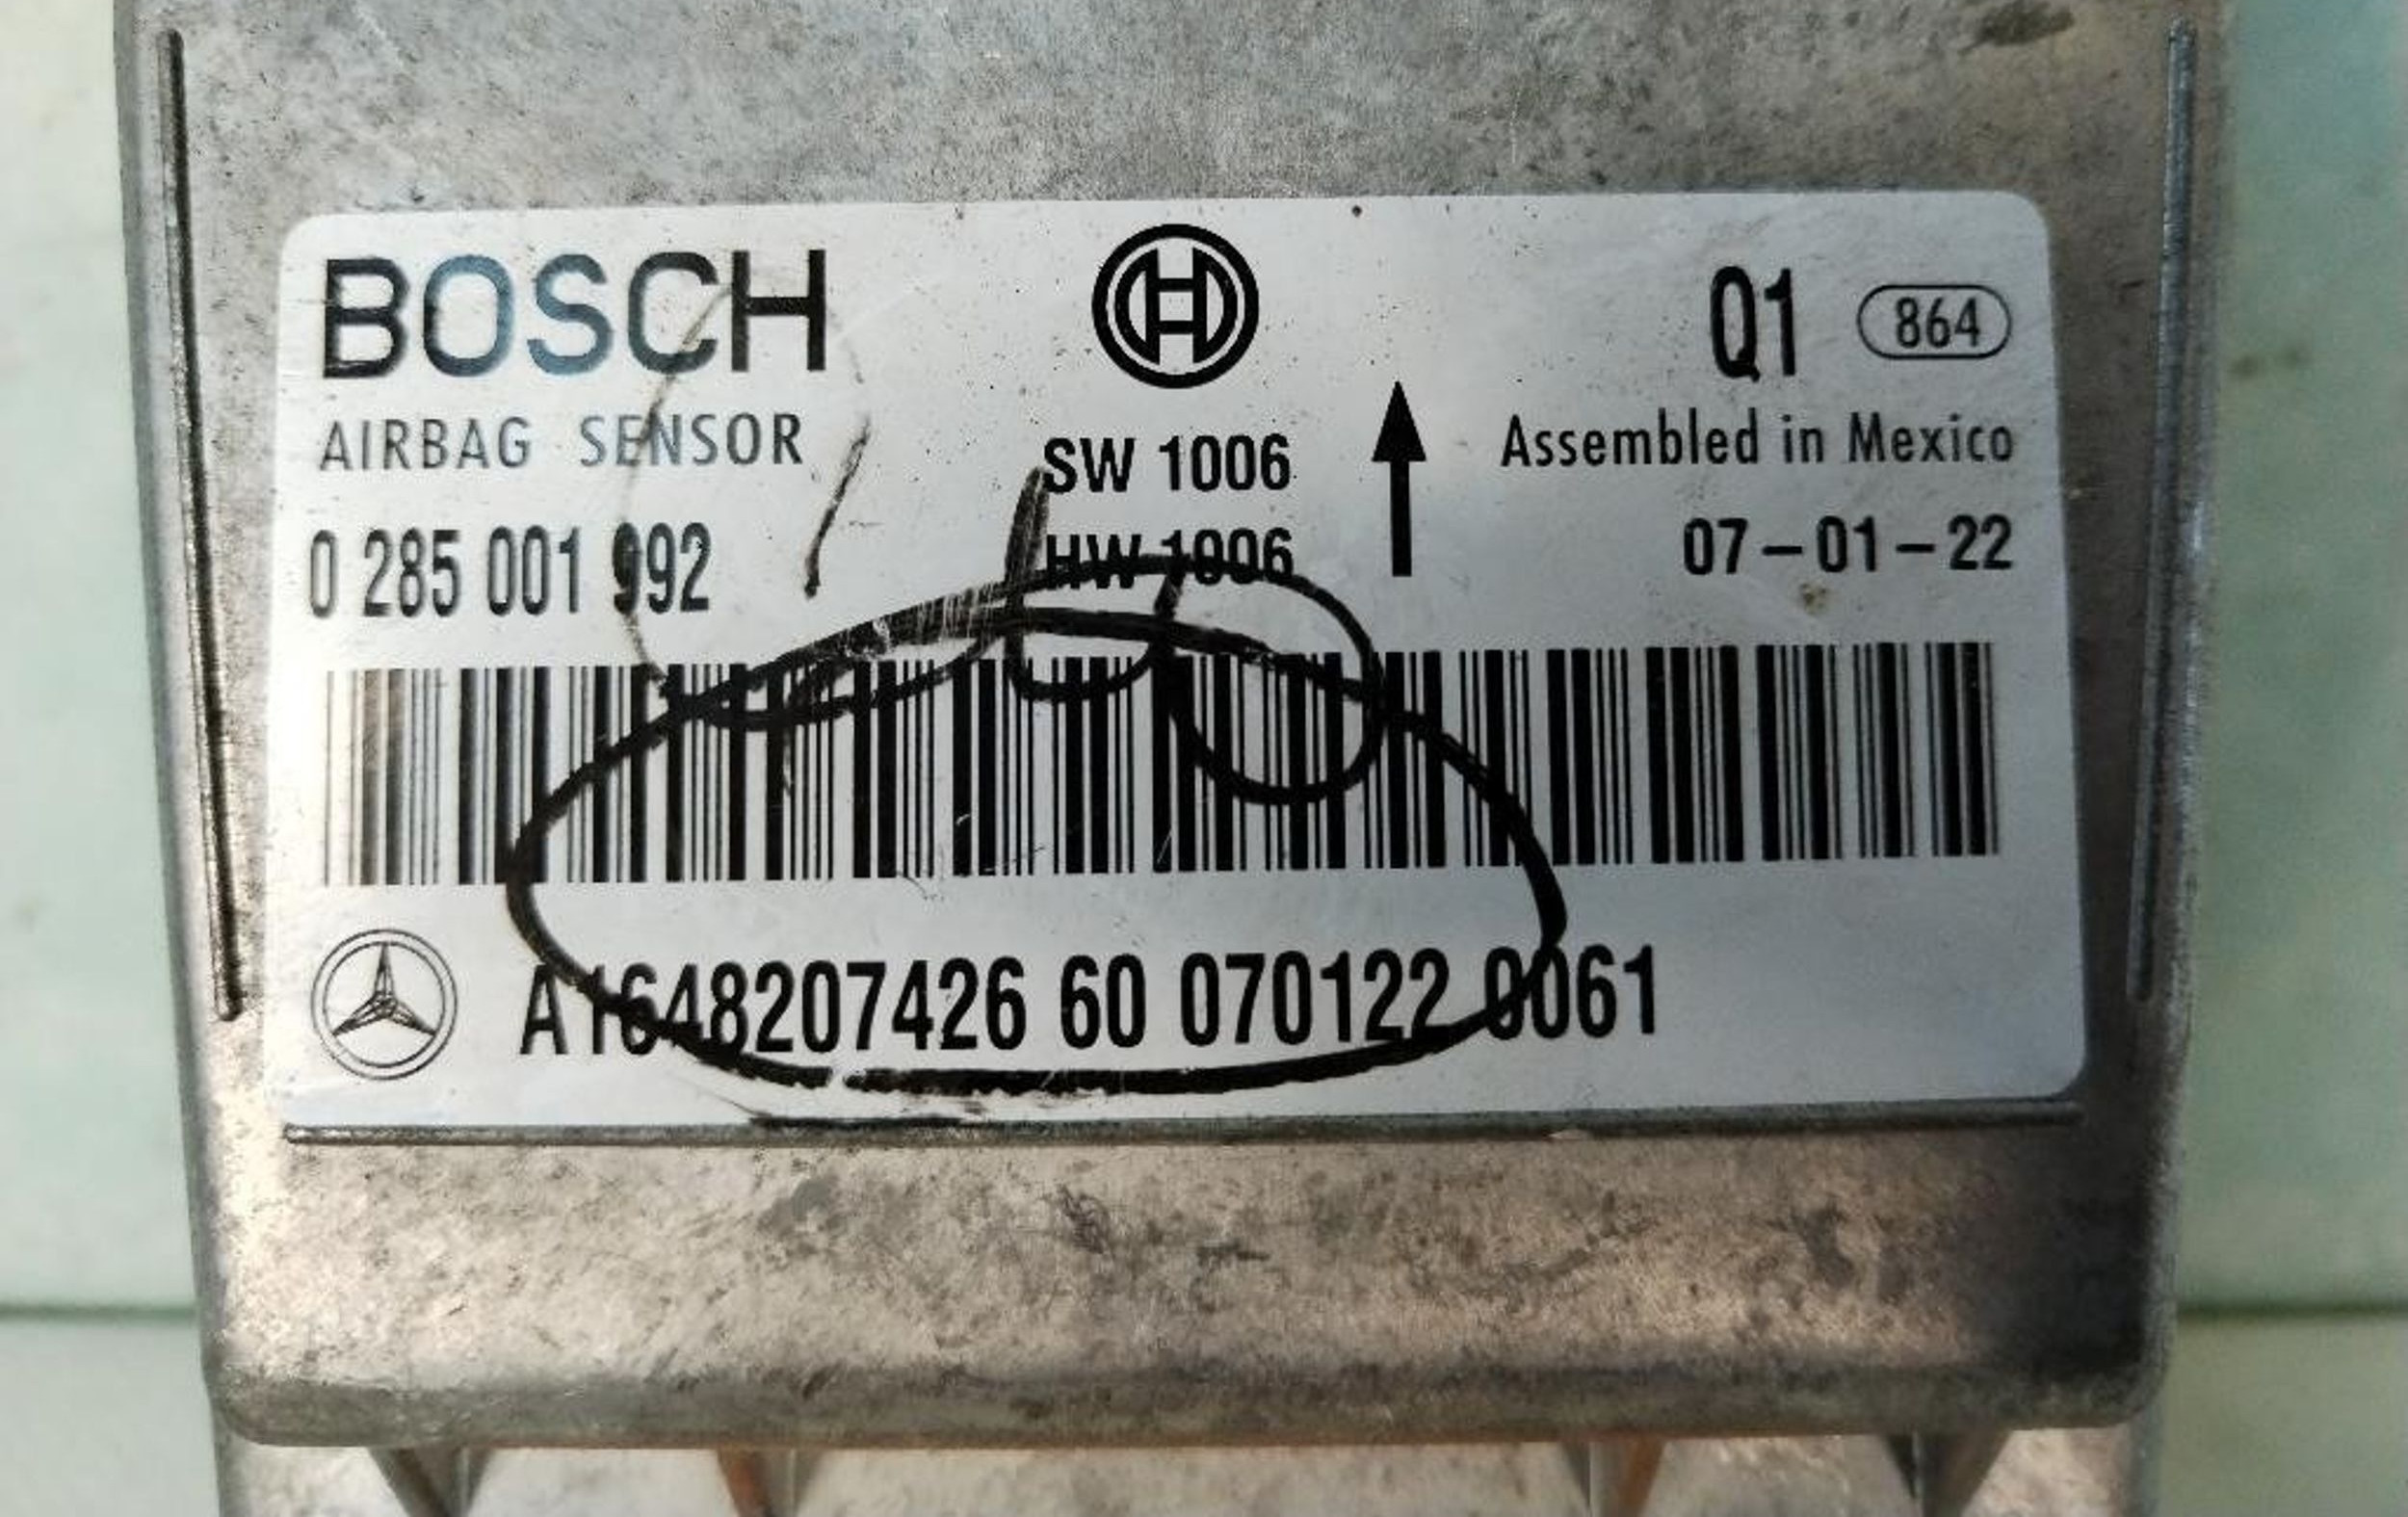 BOSCH
Q1 864
AIRBAG SENSOR
SW 1006
Assembled in Mexico
0 285 001 992
HW 1006
07-01-22
A1648207426 60 070122 0061